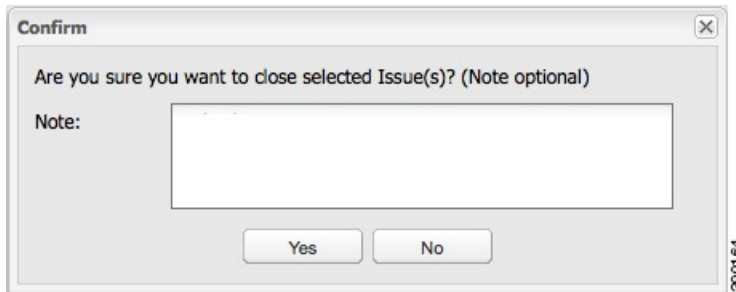 Confirm
Are you sure you want to close selected Issue(s)? (Note optional)
Note:
Yes
No